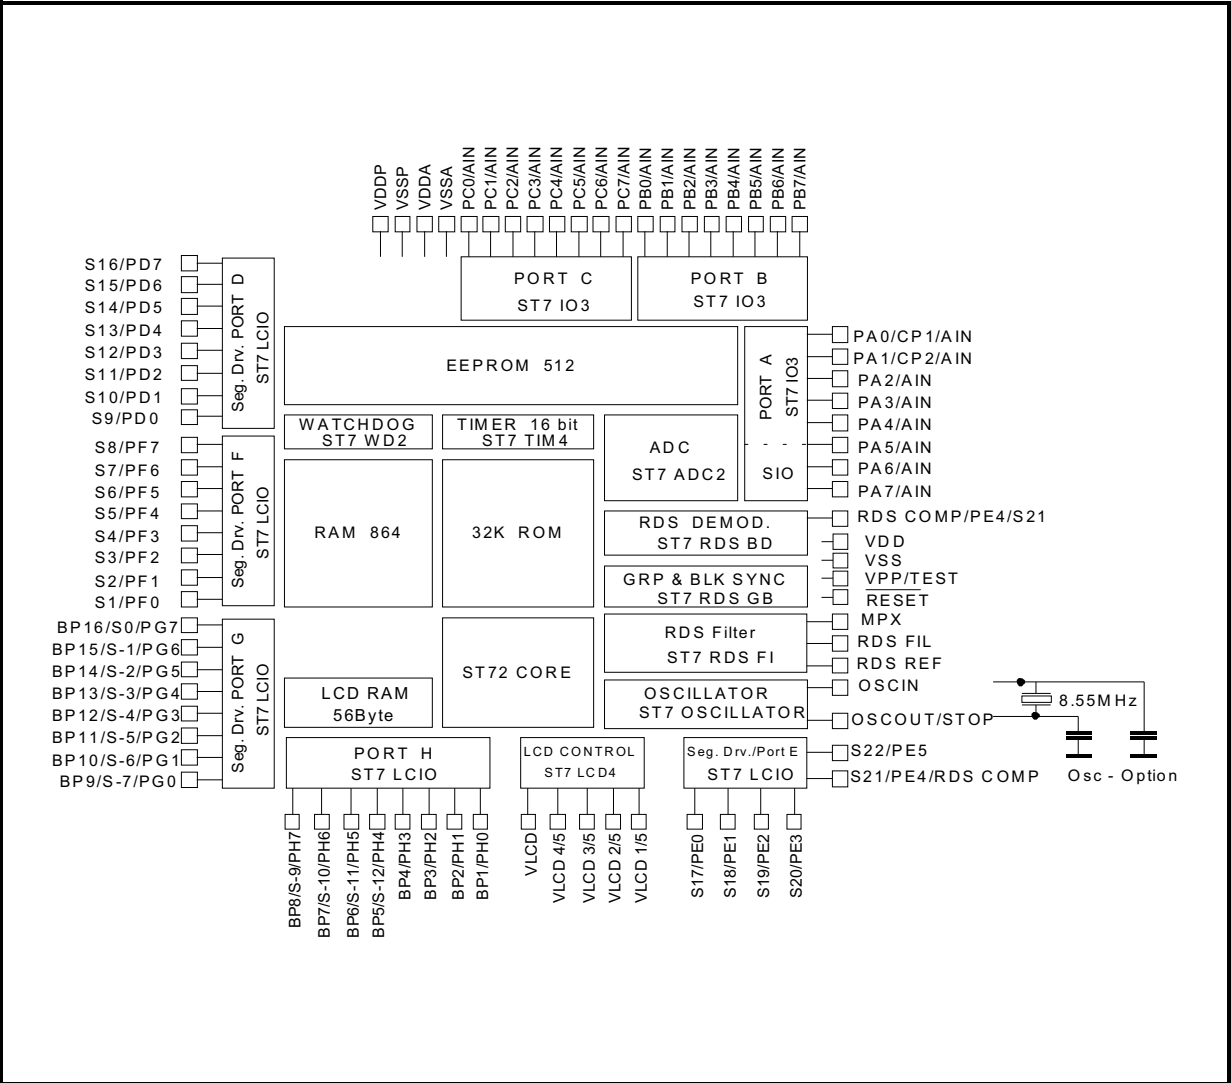 VDDP
VSSP
VDDA
VSSA
PC0/AIN
PC1/AIN
PC2/AIN
PC3/AIN
PC4/AIN
PC5/AIN
PC6/AIN
PC7/AIN
PB0/AIN
PB1/AIN
PB2/AIN
PB3/AIN
PB4/AIN
PB5/AIN
PB6/AIN
PB7/AIN
S16/PD7
S15/PD6
S14/PD5
S13/PD4
S12/PD3
S11/PD2
S10/PD1
S9/PD0
Seg. Drv. PORT D
ST7 LCIO
PORT C
ST7 IO3
PORT B
ST7 IO3
EEPROM 512
PORT A
ST7 IO3
SIO
PA0/CP1/AIN
PA1/CP2/AIN
PA2/AIN
PA3/AIN
PA4/AIN
PA5/AIN
PA6/AIN
PA7/AIN
WATCHDOG
ST7 WD2
TIMER 16 bit
ST7 TIM4
ADC
ST7 ADC2
S8/PF7
S7/PF6
S6/PF5
S5/PF4
S4/PF3
S3/PF2
S2/PF1
S1/PF0
Seg. Drv. PORT F
ST7 LCIO
RAM 864
32K ROM
RDS DEMOD.
ST7 RDS BD
RDS COMP/PE4/S21
VDD
VSS
VPP/TEST
RESET
GRP & BLK SYNC
ST7 RDS GB
MPX
RDS FIL
RDS REF
RDS Filter
ST7 RDS FI
BP16/S0/PG7
BP15/S-1/PG6
BP14/S-2/PG5
BP13/S-3/PG4
BP12/S-4/PG3
BP11/S-5/PG2
BP10/S-6/PG1
BP9/S-7/PG0
Seg. Drv. PORT G
ST7 LCIO
ST72 CORE
LCD RAM
56Byte
OSCILLATOR
ST7 OSCILLATOR
OSCIN
OSCOUT/STOP
8.55MHz
Osc - Option
PORT H
ST7 LCIO
LCD CONTROL
ST7 LCD4
Seg. Drv./Port E
ST7 LCIO
S22/PE5
S21/PE4/RDS COMP
BP8/S-9/PH7
BP7/S-10/PH6
BP6/S-11/PH5
BP5/S-12/PH4
BP4/PH3
BP3/PH2
BP2/PH1
BP1/PH0
VLCD
VLCD 4/5
VLCD 3/5
VLCD 2/5
VLCD 1/5
S17/PE0
S18/PE1
S19/PE2
S20/PE3